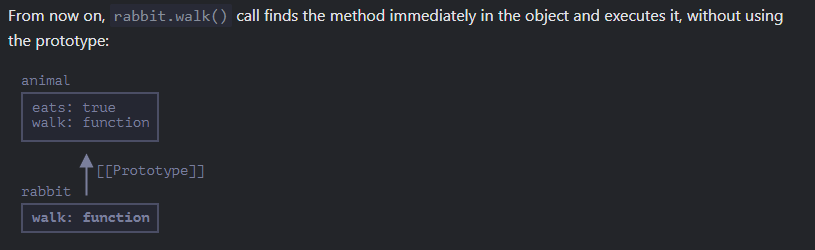 From now on, rabbit.walk() call finds the method immediately in the object and executes it, without using
the prototype:
animal
eats: true
walk: function
[[Prototype]]
rabbit
walk: function